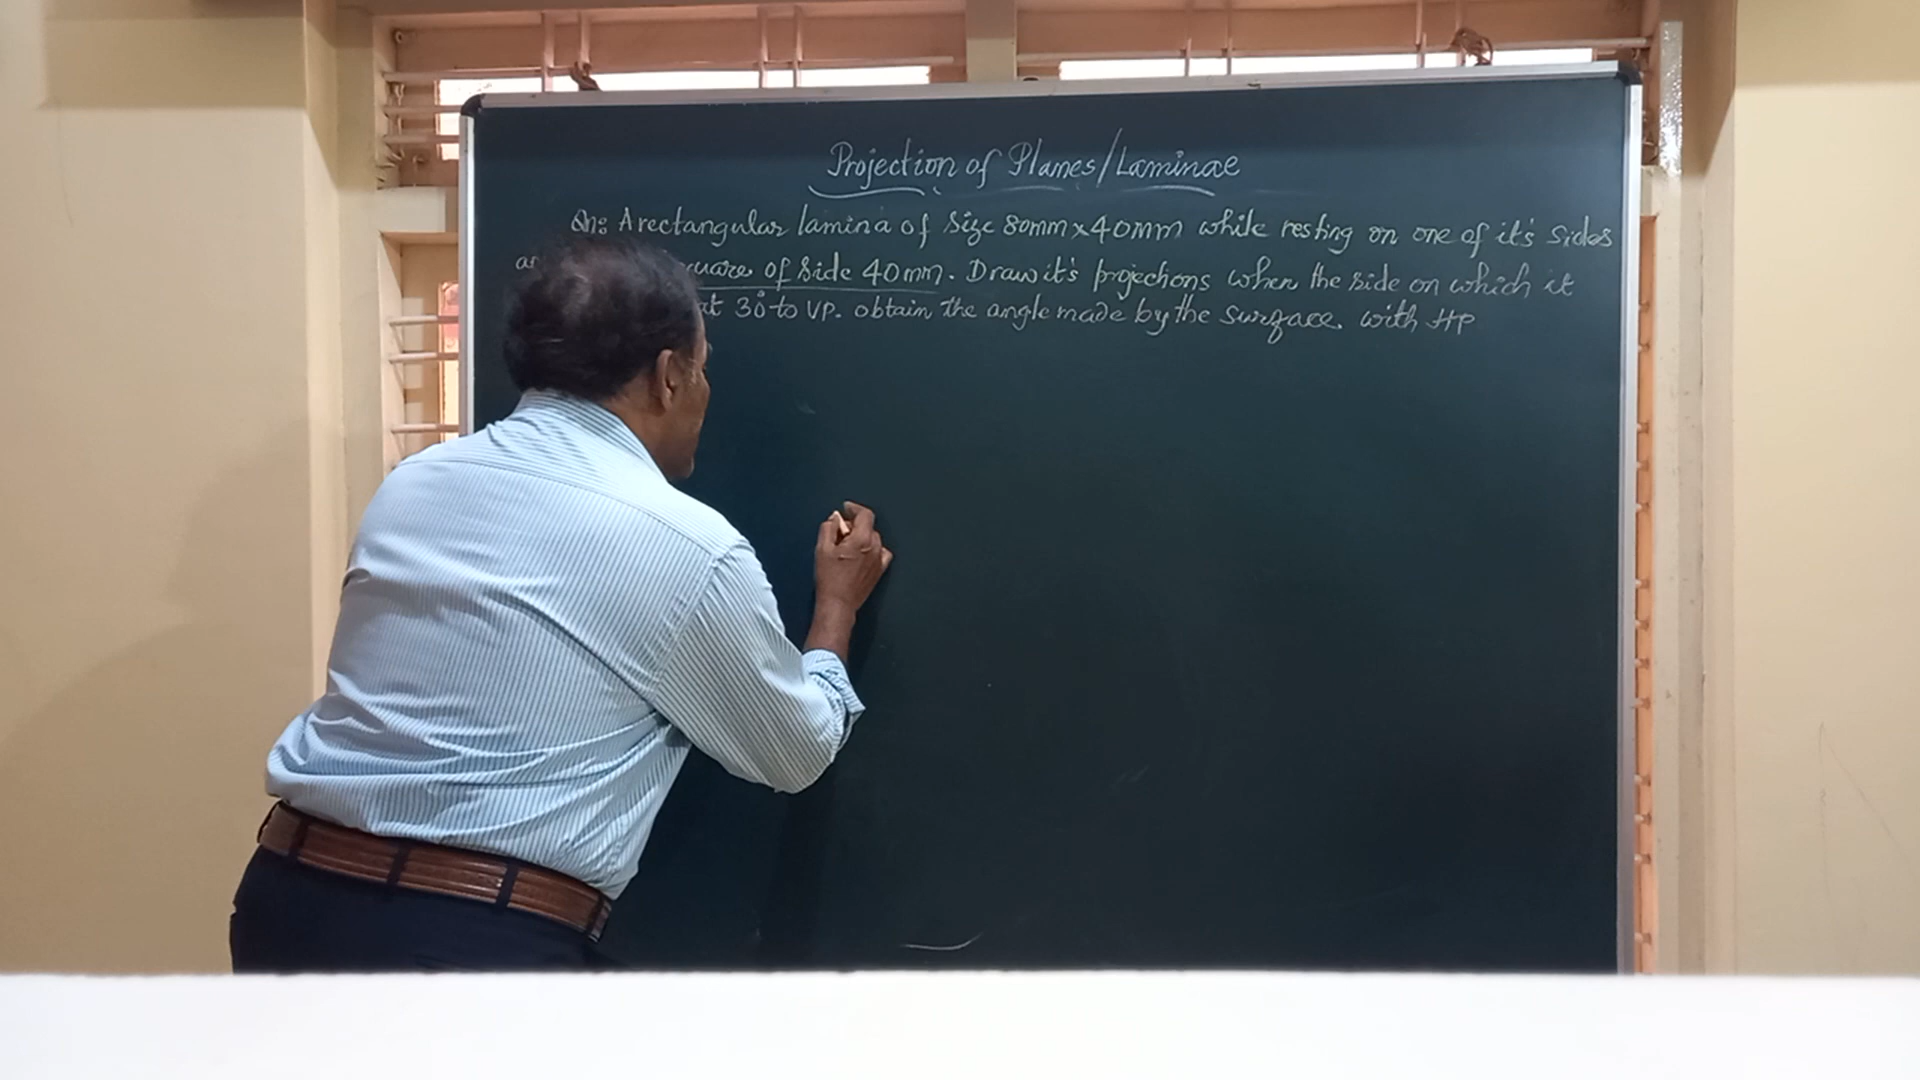 Projection of Planes/Laminae
Qn: A rectangular lamina of size 80mm x 40mm while resting on one of it's sides
of side 40mm. Draw it's projections when the side on which it
at 30° to VP. obtain the angle made by the surface. with HP